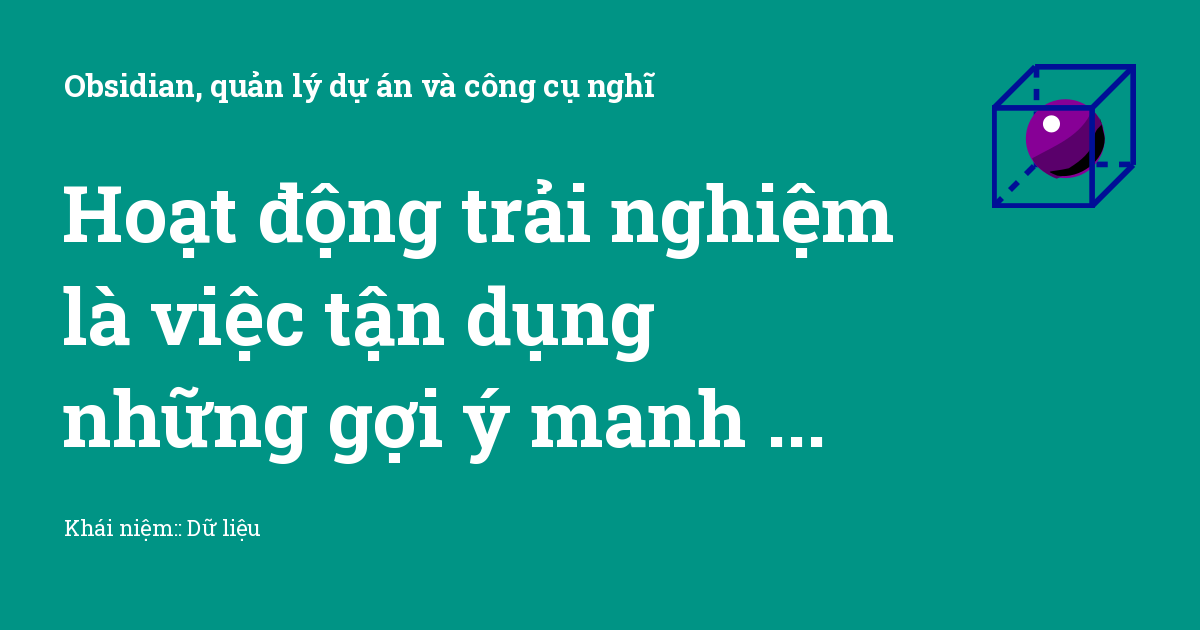 Obsidian, quản lý dự án và công cụ nghĩ
Hoạt động trải nghiệm
là việc tận dụng
những gợi ý manh ...
Khái niệm:: Dữ liệu